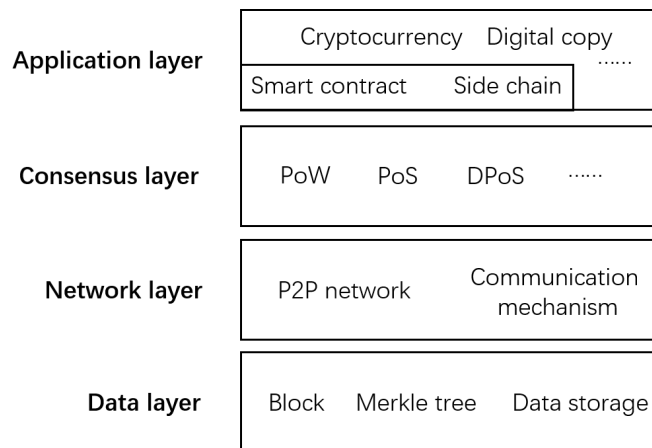 Cryptocurrency Digital copy
Application layer ……
Smart contract Side chain
Consensus layer PoW PoS DPoS ……
Network layer P2P network Communication
mechanism
Data layer Block Merkle tree Data storage